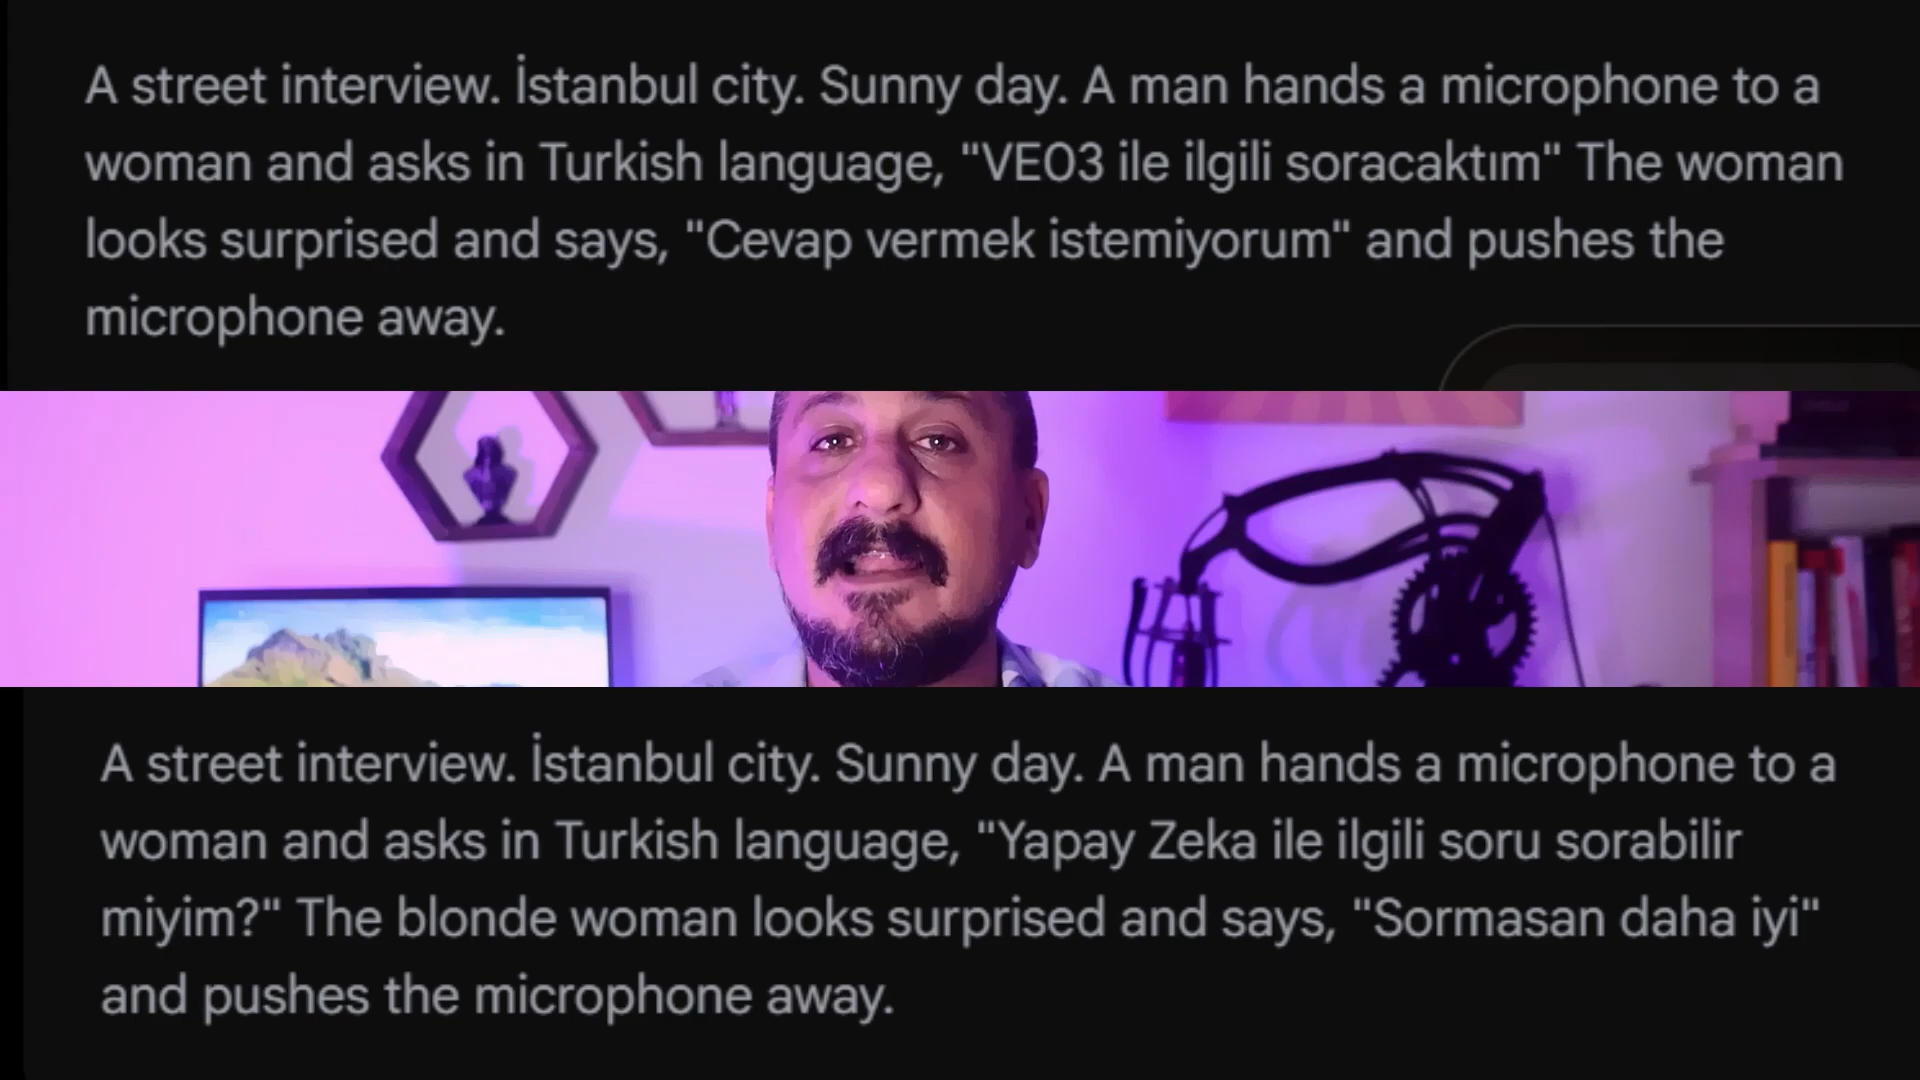 A street interview. İstanbul city. Sunny day. A man hands a microphone to a
woman and asks in Turkish language, "VEO3 ile ilgili soracaktım" The woman
looks surprised and says, "Cevap vermek istemiyorum" and pushes the
microphone away.
A street interview. İstanbul city. Sunny day. A man hands a microphone to a
woman and asks in Turkish language, "Yapay Zeka ile ilgili soru sorabilir
miyim?" The blonde woman looks surprised and says, "Sormasan daha iyi"
and pushes the microphone away.